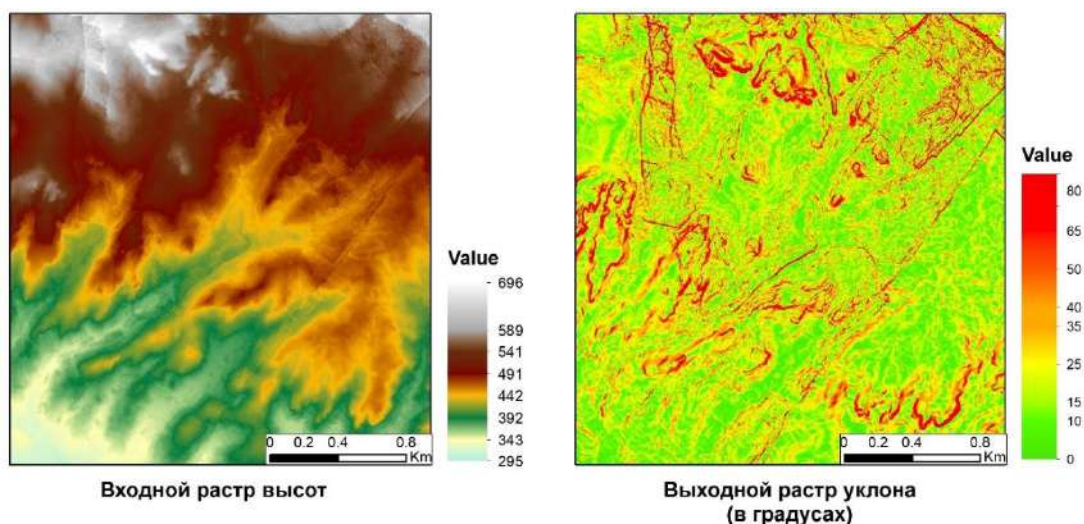 Value
696
589
541
491
442
392
343
295
0 0.2 0.4 0.8
Km
Входной растр высот
Value
80
65
50
45
35
25
15
10
0
0 0.2 0.4 0.8
Km
Выходной растр уклона
(в градусах)